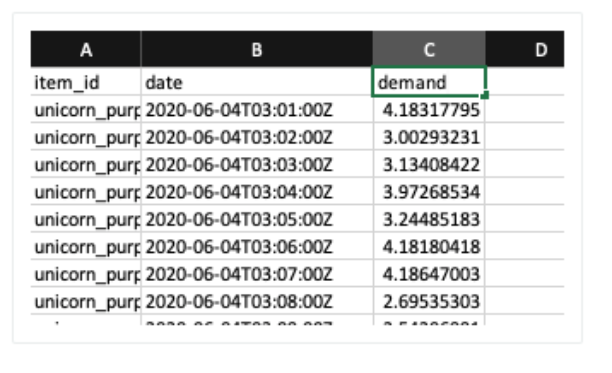 A B C D
item_id date demand
unicorn_purp 2020-06-04T03:01:00Z 4.18317795
unicorn_purp 2020-06-04T03:02:00Z 3.00293231
unicorn_purp 2020-06-04T03:03:00Z 3.13408422
unicorn_purp 2020-06-04T03:04:00Z 3.97268534
unicorn_purp 2020-06-04T03:05:00Z 3.24485183
unicorn_purp 2020-06-04T03:06:00Z 4.18180418
unicorn_purp 2020-06-04T03:07:00Z 4.18647003
unicorn_purp 2020-06-04T03:08:00Z 2.69535303